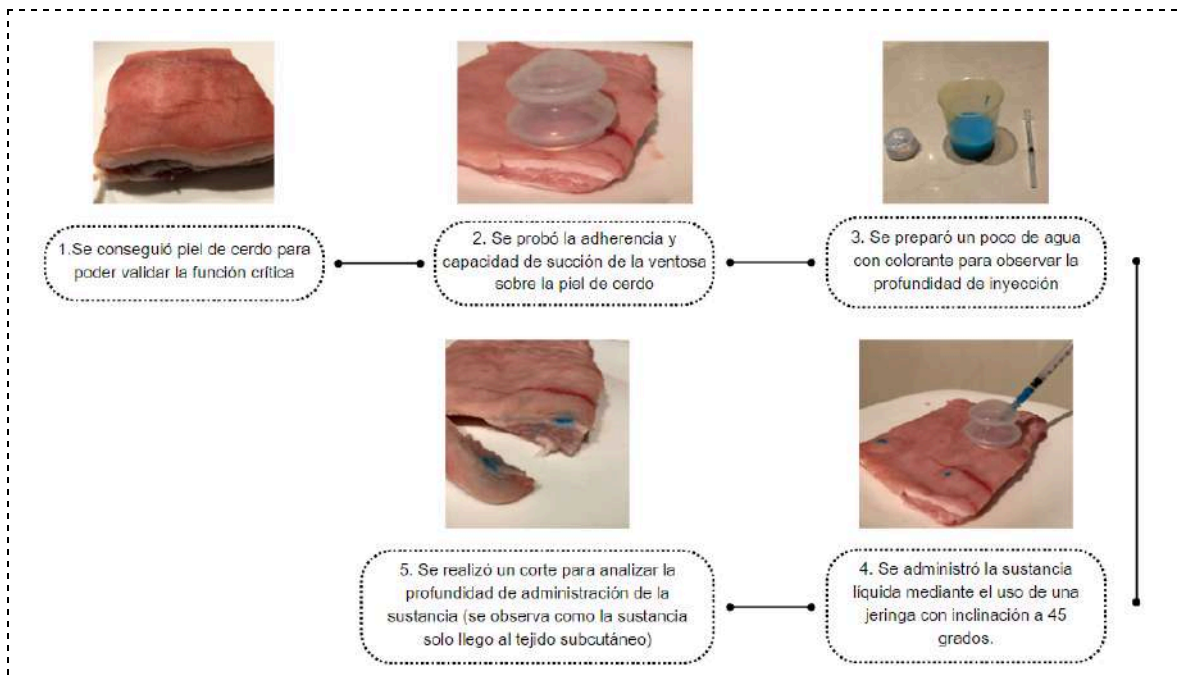 1.Se conseguió piel de cerdo para
poder validar la función crítica
2. Se probó la adherencia y
capacidad de succión de la ventosa
sobre la piel de cerdo
3. Se preparó un poco de agua
con colorante para observar la
profundidad de inyección
4. Se administró la sustancia
líquida mediante el uso de una
jeringa con inclinación a 45
grados.
5. Se realizó un corte para analizar la
profundidad de administración de la
sustancia (se observa como la sustancia
solo llego al tejido subcutáneo)